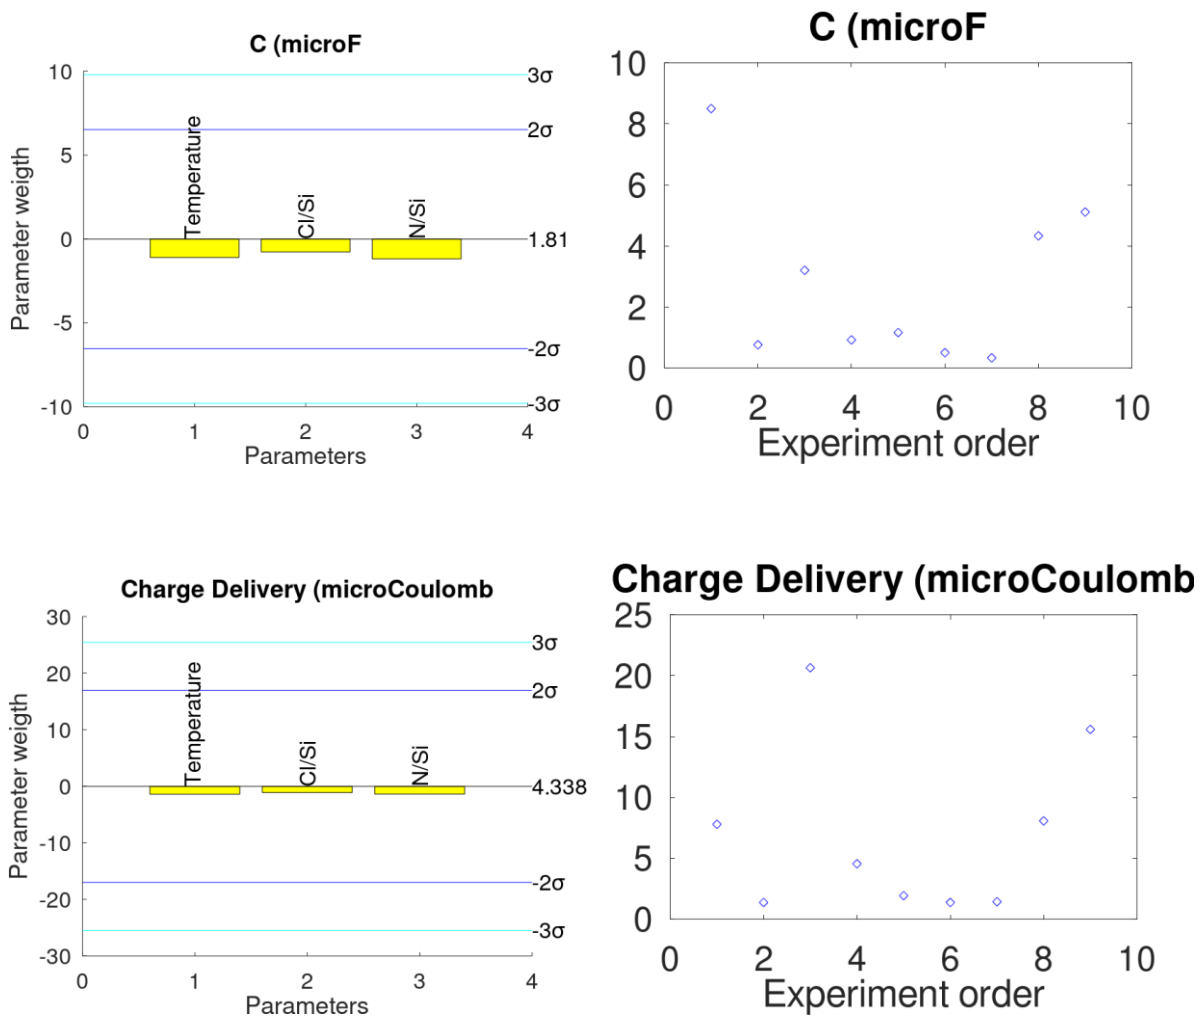 C (microF
10
5
0
-5
-10
Parameter weigth
Temperature
Cl/Si
N/Si
3σ
2σ
1.81
-2σ
-3σ
0 1 2 3 4
Parameters
C (microF
10
8
6
4
2
0
0 2 4 6 8 10
Experiment order
Charge Delivery (microCoulomb
30
20
10
0
-10
-20
-30
Parameter weigth
Temperature
Cl/Si
N/Si
3σ
2σ
4.338
-2σ
-3σ
0 1 2 3 4
Parameters
Charge Delivery (microCoulomb
25
20
15
10
5
0
0 2 4 6 8 10
Experiment order